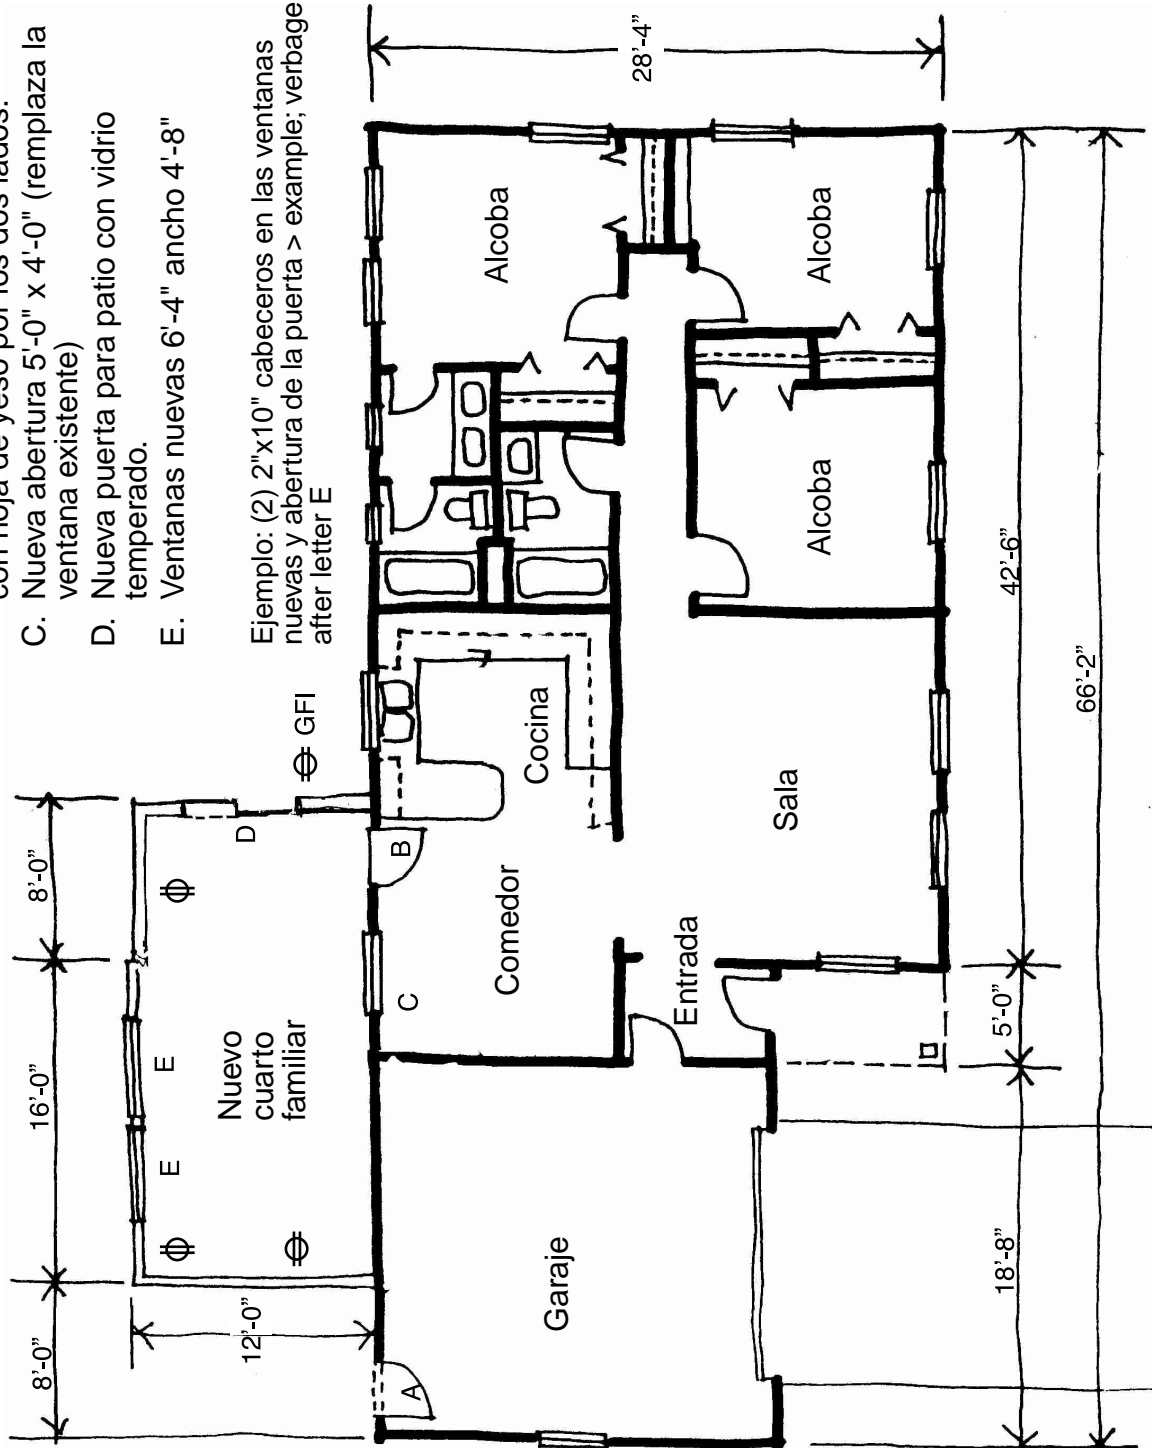 con hoja de yeso por los dos lados.
C. Nueva abertura 5'-0" x 4'-0" (remplaza la
ventana existente)
D. Nueva puerta para patio con vidrio
temperado.
E. Ventanas nuevas 6'-4" ancho 4'-8"
Ejemplo: (2) 2"x10" cabeceros en las ventanas
nuevas y abertura de la puerta > example; verbage
after letter E
8'-0"
16'-0"
8'-0"
E
E
D
GFI
Nuevo
cuarto
familiar
12'-0"
A
C
B
Comedor
Cocina
Alcoba
Garaje
Entrada
Sala
Alcoba
Alcoba
28'-4"
18'-8"
5'-0"
42'-6"
66'-2"